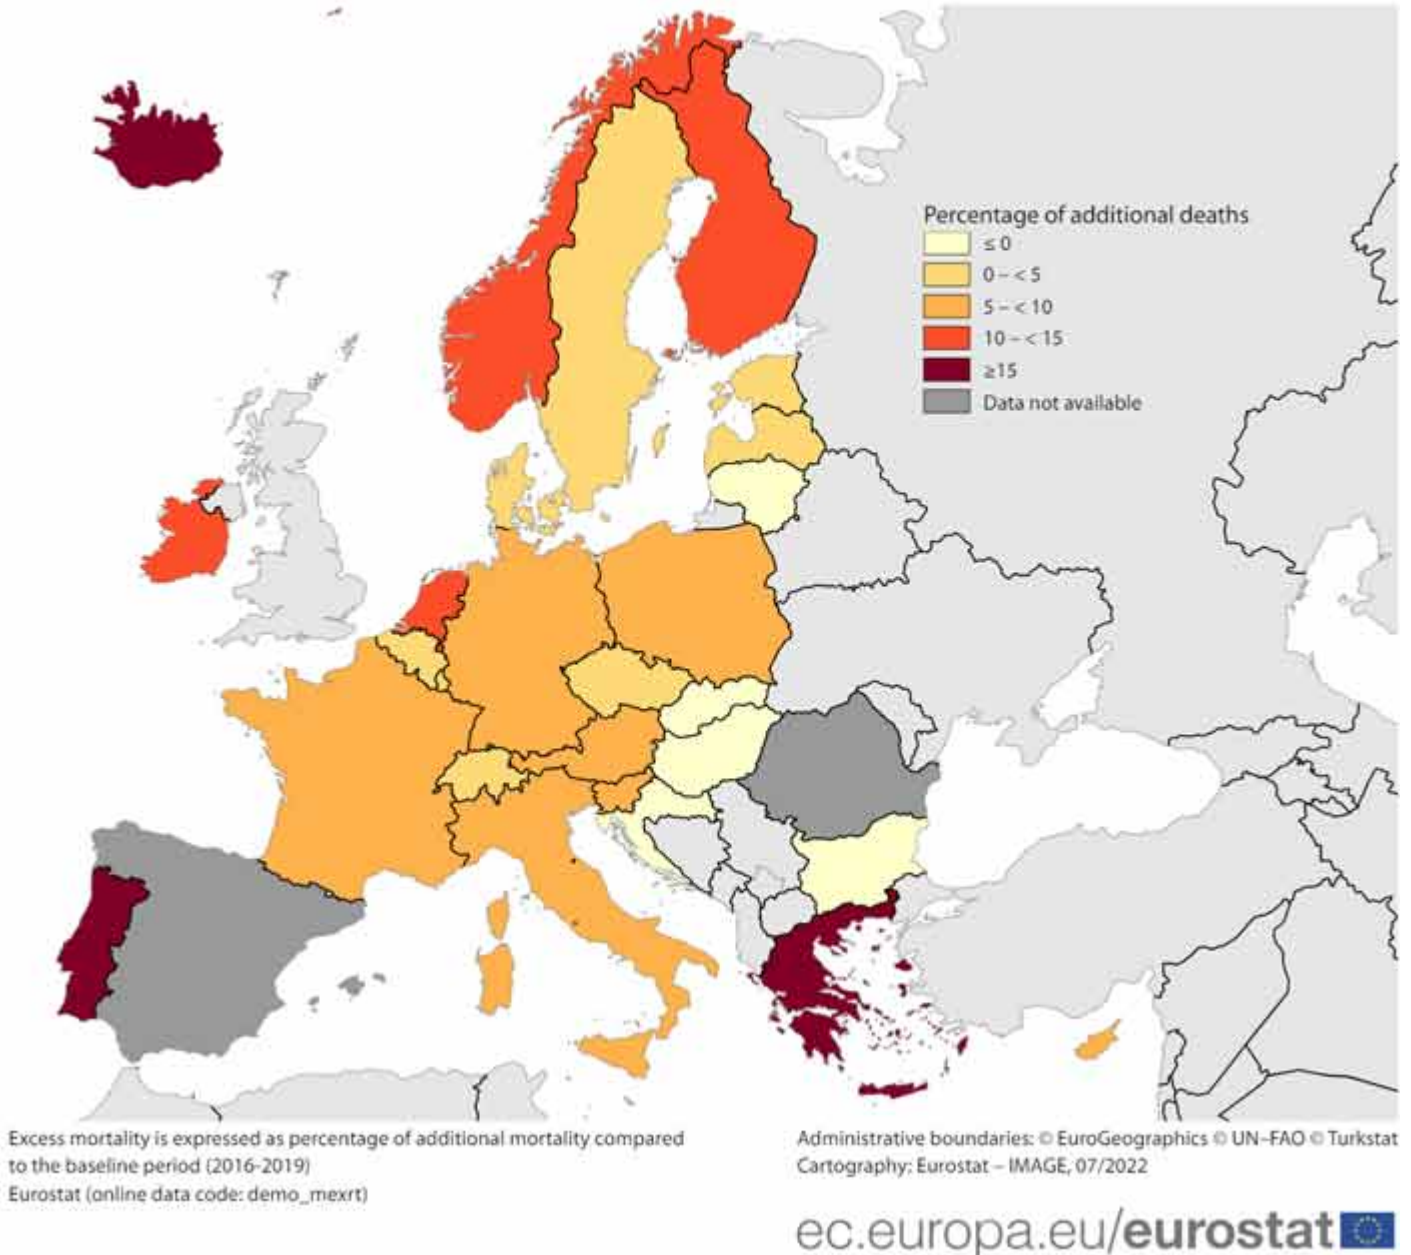 Percentage of additional deaths
≤ 0
0 – < 5
5 – < 10
10 – < 15
≥15
Data not available
Excess mortality is expressed as percentage of additional mortality compared
to the baseline period (2016-2019)
Eurostat (online data code: demo_mexrt)
Administrative boundaries: © EuroGeographics © UN–FAO © Turkstat
Cartography: Eurostat – IMAGE, 07/2022
ec.europa.eu/eurostat